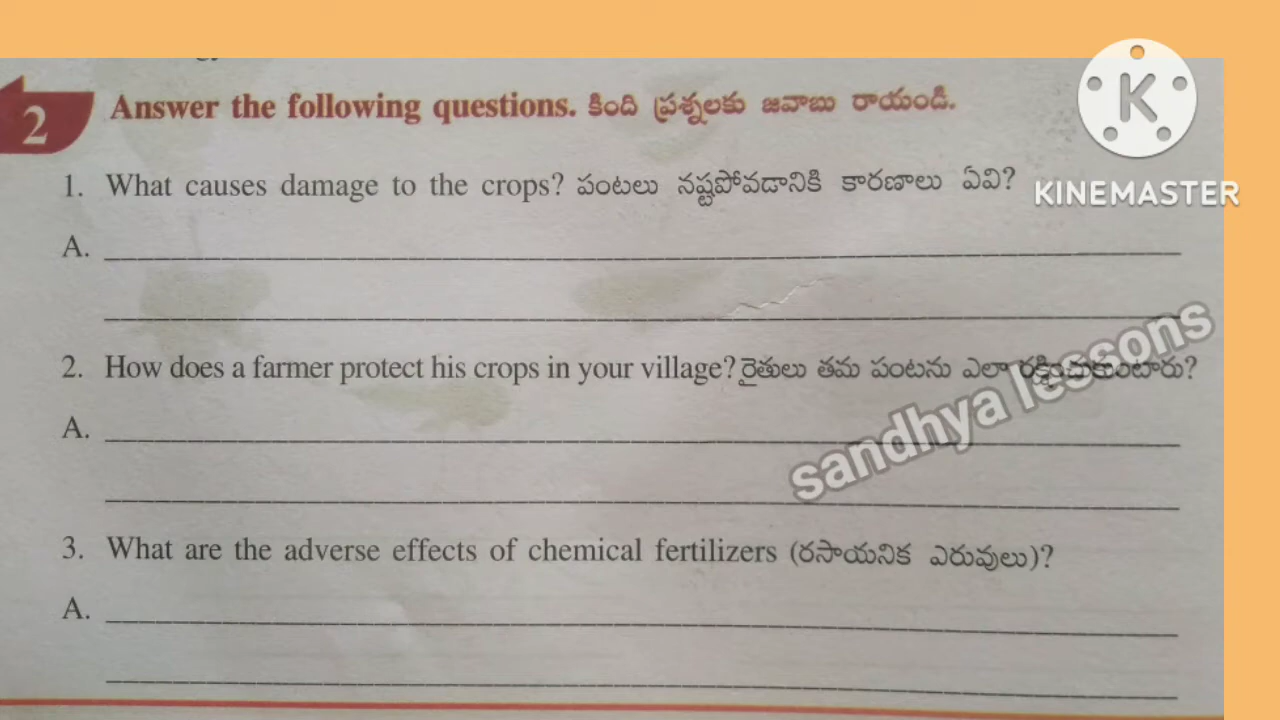 2 Answer the following questions. కింది ప్రశ్నలకు జవాబు రాయండి.
KINEMASTER
1. What causes damage to the crops? పంటలు నష్టపోవడానికి కారణాలు ఏవి?
A.
2. How does a farmer protect his crops in your village? రైతులు తమ పంటను ఎలా రక్షించుకుంటారు?
A.
sandhya lessons
3. What are the adverse effects of chemical fertilizers (రసాయనిక ఎరువులు)?
A.